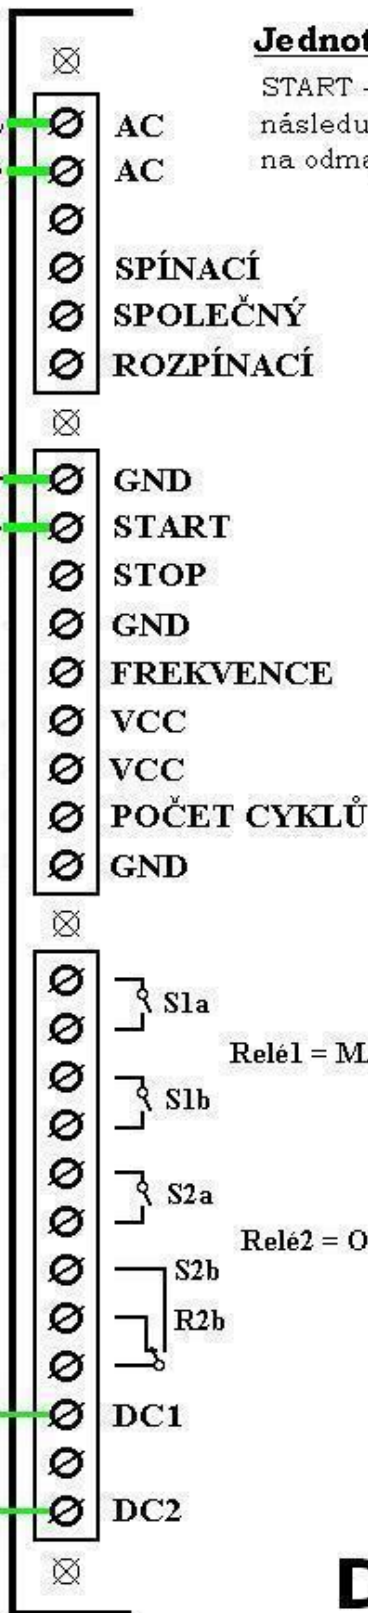 Jednot
START -
následu
na odma
AC
AC
SPÍNACÍ
SPOLEČNÝ
ROZPÍNACÍ
GND
START
STOP
GND
FREKVENCE
VCC
VCC
POČET CYKLŮ
GND
S1a
Relé1 = M
S1b
S2a
Relé2 = O
S2b
R2b
DC1
DC2
D